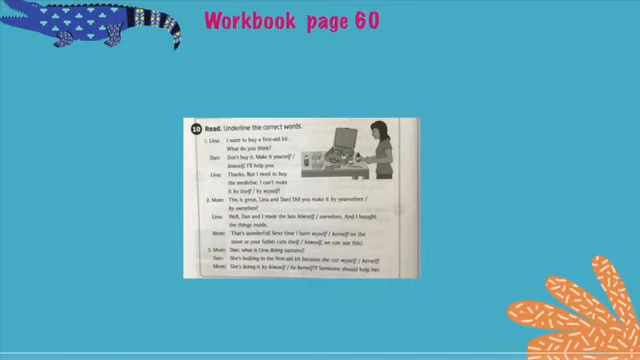 Workbook page 60
10 Read. Underline the correct words.
1. Lina: I want to buy a first-aid kit.
What do you think?
Dan: Don't buy it. Make it yourself /
himself. I'll help you.
Lina: Thanks. But I need to buy
the medicine. I can't make
it by itself / by myself!
2. Mom: This is great, Lina and Dan! Did you make it by yourselves /
by ourselves?
Lina: Well, Dan and I made the box himself / ourselves. And I bought
the things inside.
Mom: That's wonderful! Next time I burn myself / herself on the
stove or your father cuts itself / himself, we can use this!
3. Mom: Dan, what is Lina doing upstairs?
Dan: She's looking in the first-aid kit because she cut myself / herself.
Mom: She's doing it by himself / by herself?! Someone should help her.